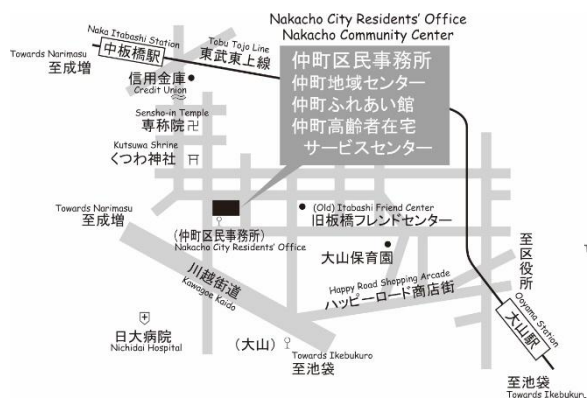 Nakacho City Residents' Office
Nakacho Community Center
仲町区民事務所
仲町地域センター
仲町ふれあい館
仲町高齢者在宅
サービスセンター
Naka Itabashi Station
中板橋駅
Tobu Tojo Line
東武東上線
Towards Narimasu
至成増
信用金庫
Credit Union
Sensho-in Temple
専称院 卍
Kutsuwa Shrine
くつわ神社
Towards Narimasu
至成増
(仲町区民事務所)
Nakacho City Residents' Office
(Old) Itabashi Friend Center
旧板橋フレンドセンター
大山保育園
至区役所
川越街道
Kawagoe Kaido
Happy Road Shopping Arcade
ハッピーロード商店街
Ooyama Station
大山駅
日大病院
Nichidai Hospital
(大山)
Towards Ikebukuro
至池袋
至池袋
Towards Ikebukur